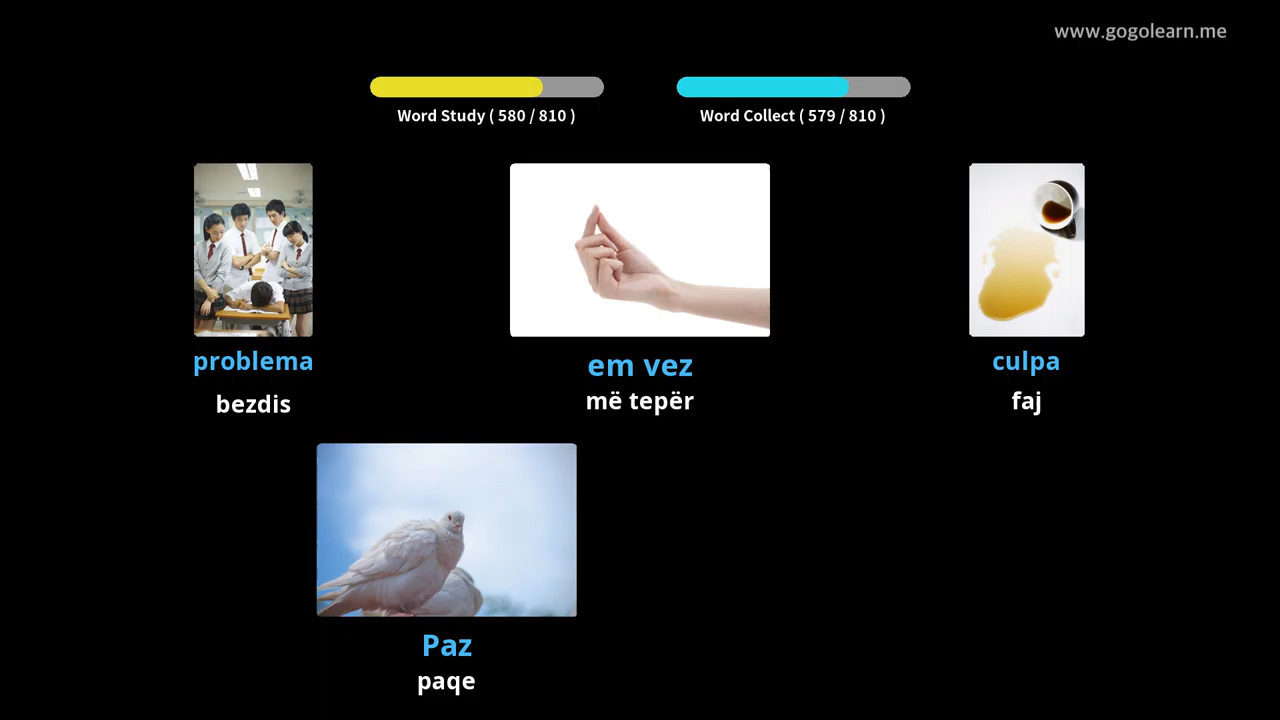 www.gogolearn.me
Word Study ( 580 / 810 )
Word Collect ( 579 / 810 )
problema
bezdis
em vez
më tepër
culpa
faj
Paz
paqe